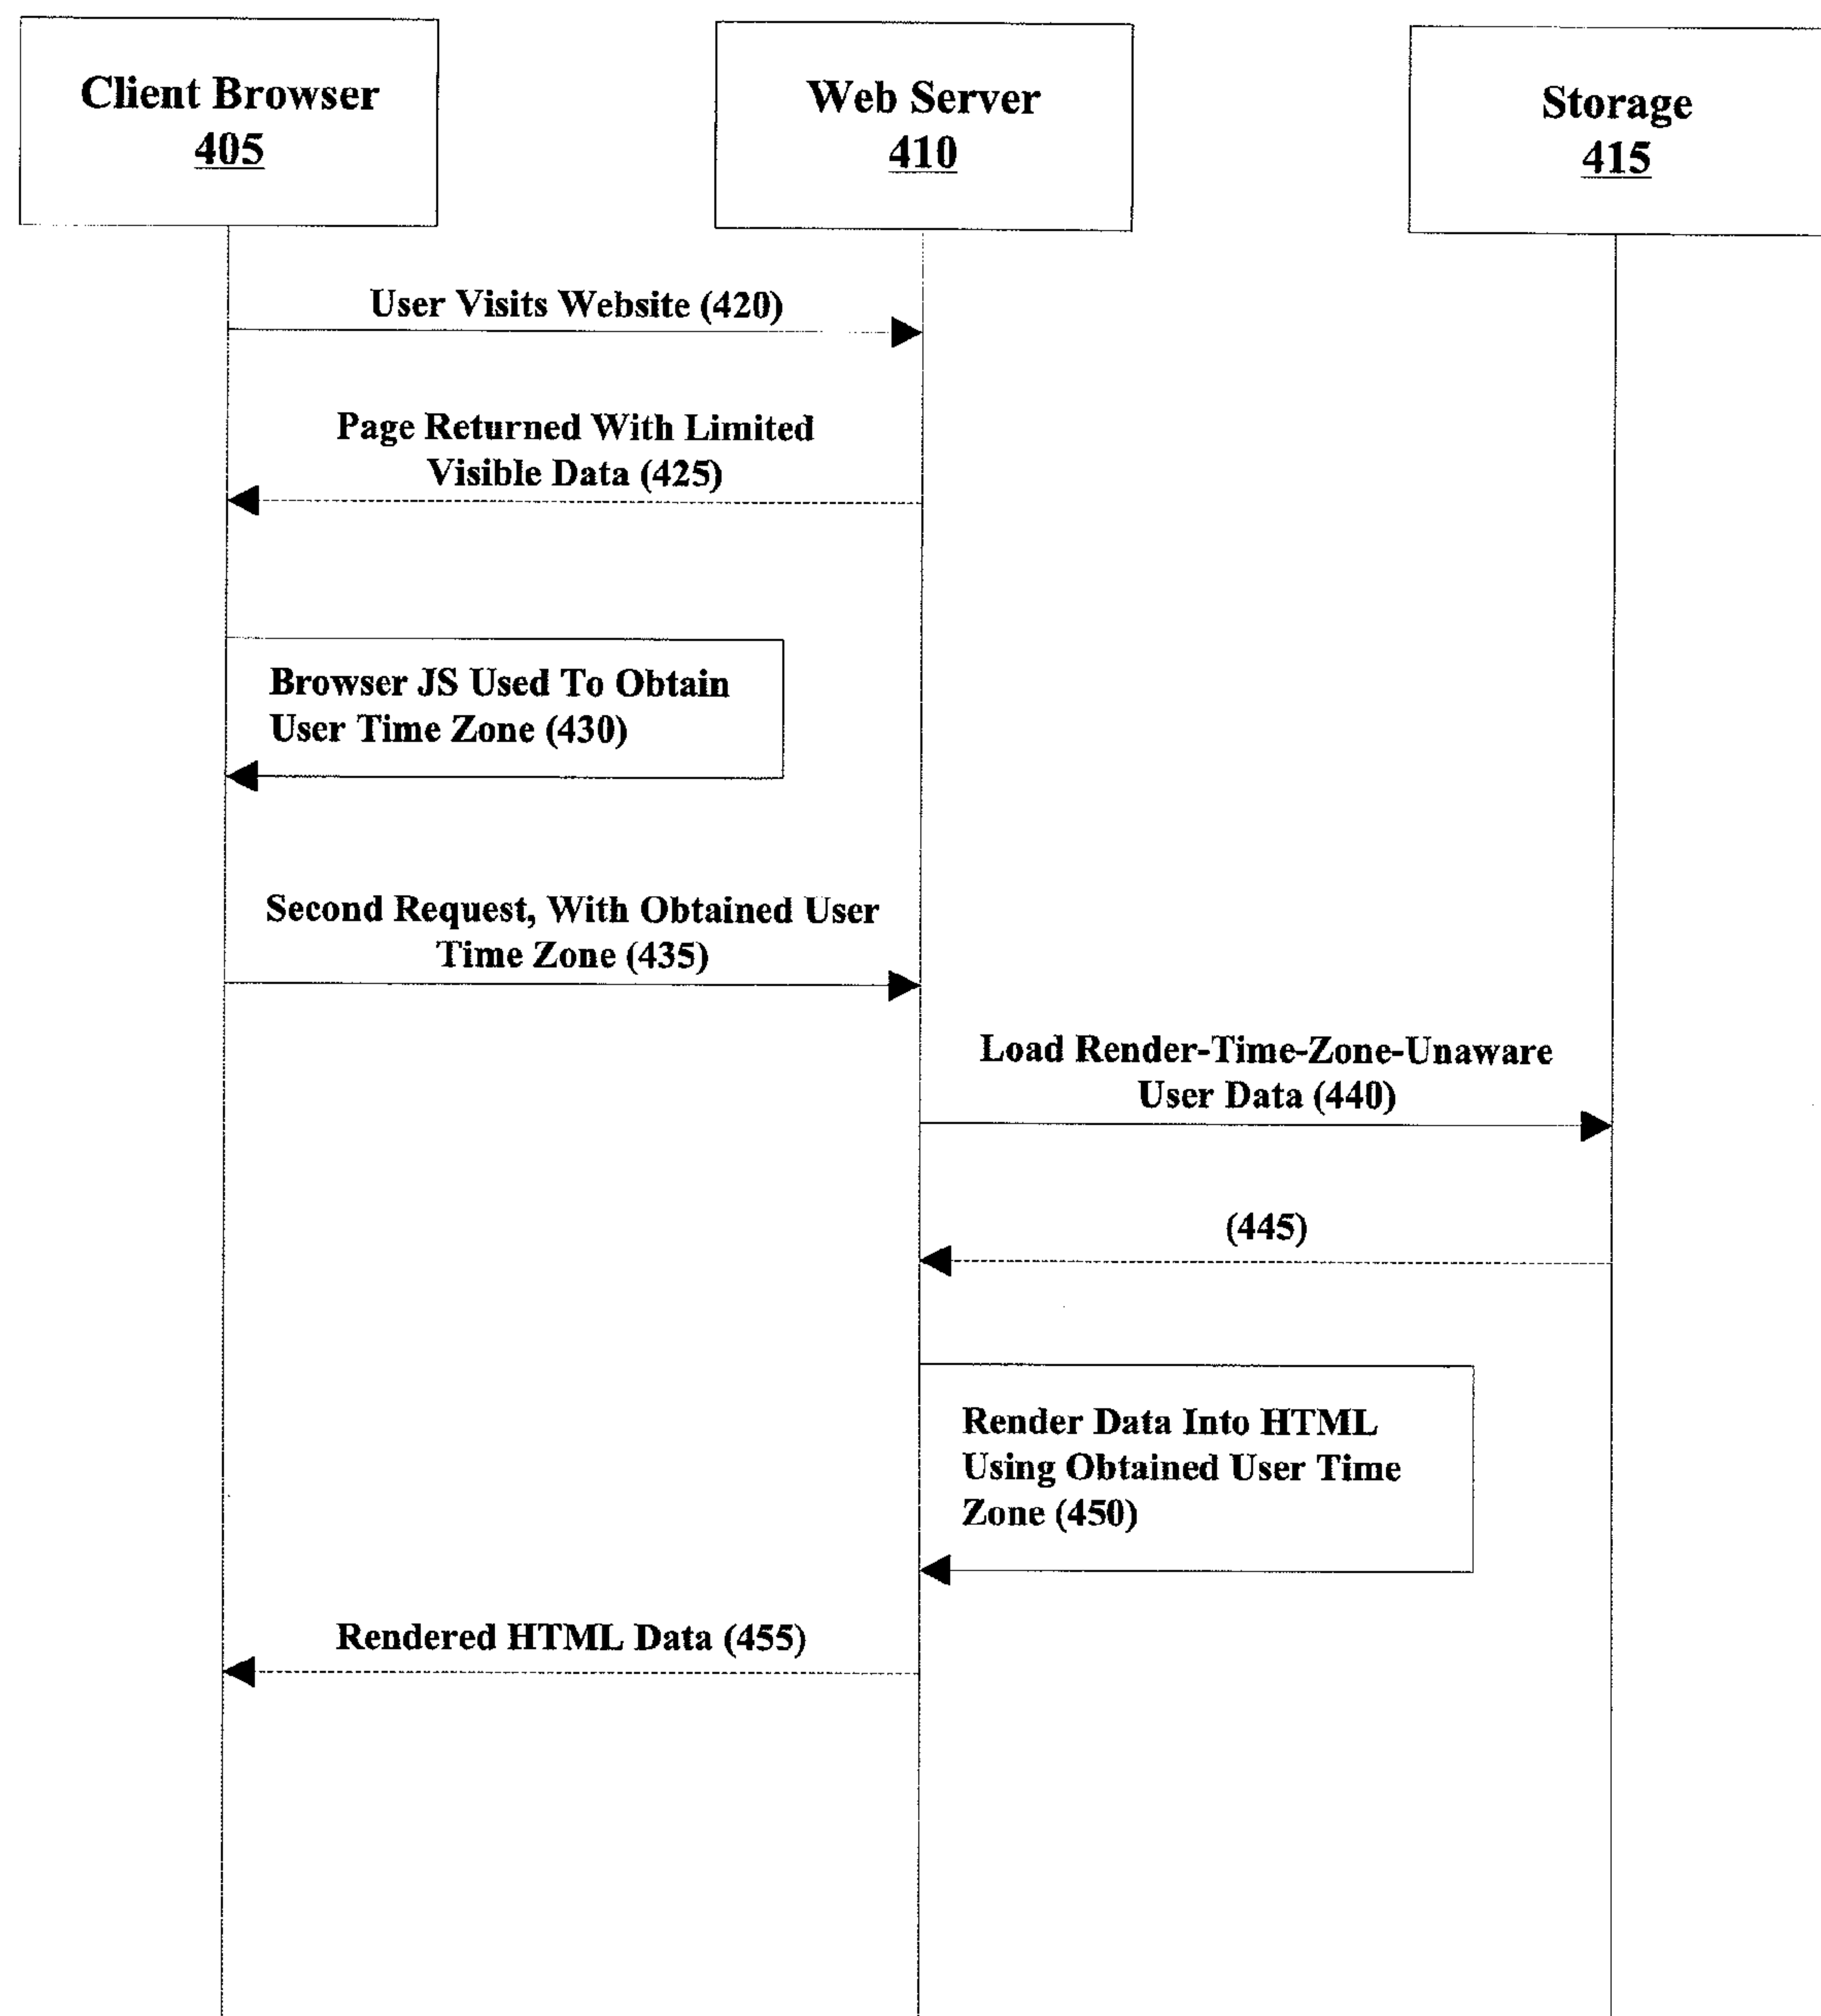 Client Browser
405
Web Server
410
Storage
415
User Visits Website (420)
Page Returned With Limited
Visible Data (425)
Browser JS Used To Obtain
User Time Zone (430)
Second Request, With Obtained User
Time Zone (435)
Load Render-Time-Zone-Unaware
User Data (440)
(445)
Render Data Into HTML
Using Obtained User Time
Zone (450)
Rendered HTML Data (455)